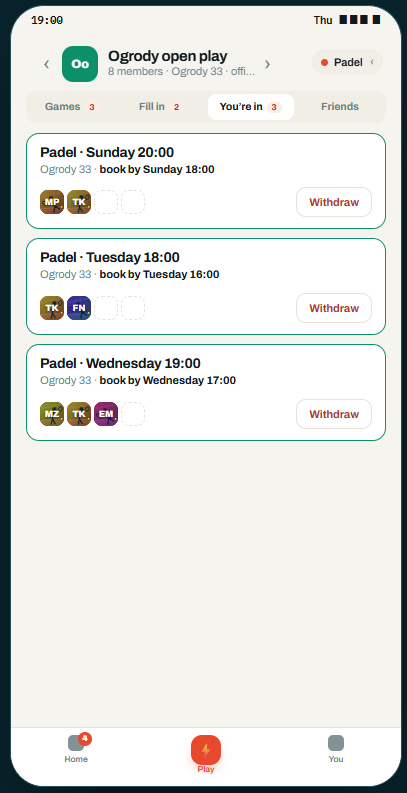 19:00 Thu
Oo
Ogrody open play
8 members · Ogrody 33 · offi...
Padel
Games 3 Fill in 2 You're in 3 Friends
Padel · Sunday 20:00
Ogrody 33 · book by Sunday 18:00
MP TK
Withdraw
Padel · Tuesday 18:00
Ogrody 33 · book by Tuesday 16:00
TK FN
Withdraw
Padel · Wednesday 19:00
Ogrody 33 · book by Wednesday 17:00
MZ TK EM
Withdraw
4
Home Play You